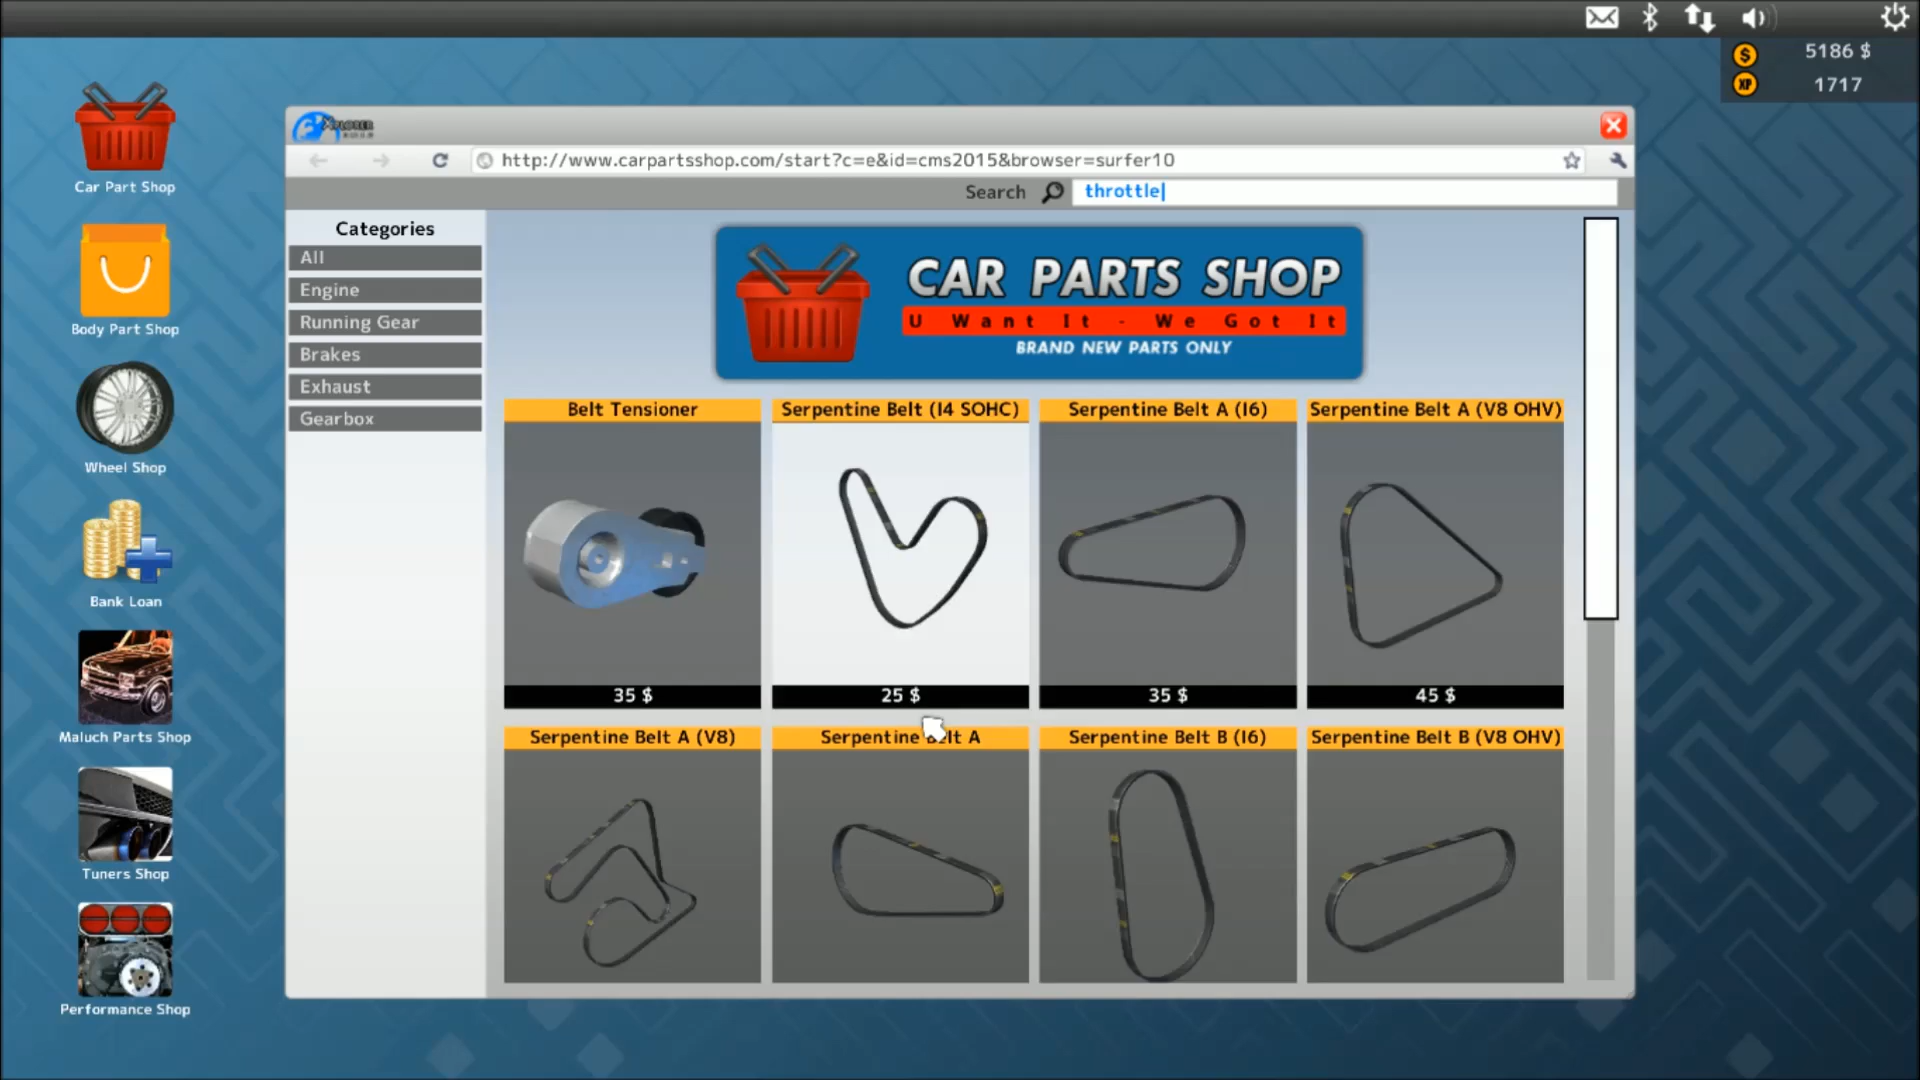 5186 $
XP 1717
Car Part Shop
Body Part Shop
Wheel Shop
Bank Loan
Maluch Parts Shop
Tuners Shop
Performance Shop
http://www.carpartsshop.com/start?c=e&id=cms2015&browser=surfer10
Search throttle
Categories
All
Engine
Running Gear
Brakes
Exhaust
Gearbox
CAR PARTS SHOP
U Want It - We Got It
BRAND NEW PARTS ONLY
Belt Tensioner
35 $
Serpentine Belt (I4 SOHC)
25 $
Serpentine Belt A (I6)
35 $
Serpentine Belt A (V8 OHV)
45 $
Serpentine Belt A (V8)
Serpentine Belt A
Serpentine Belt B (I6)
Serpentine Belt B (V8 OHV)